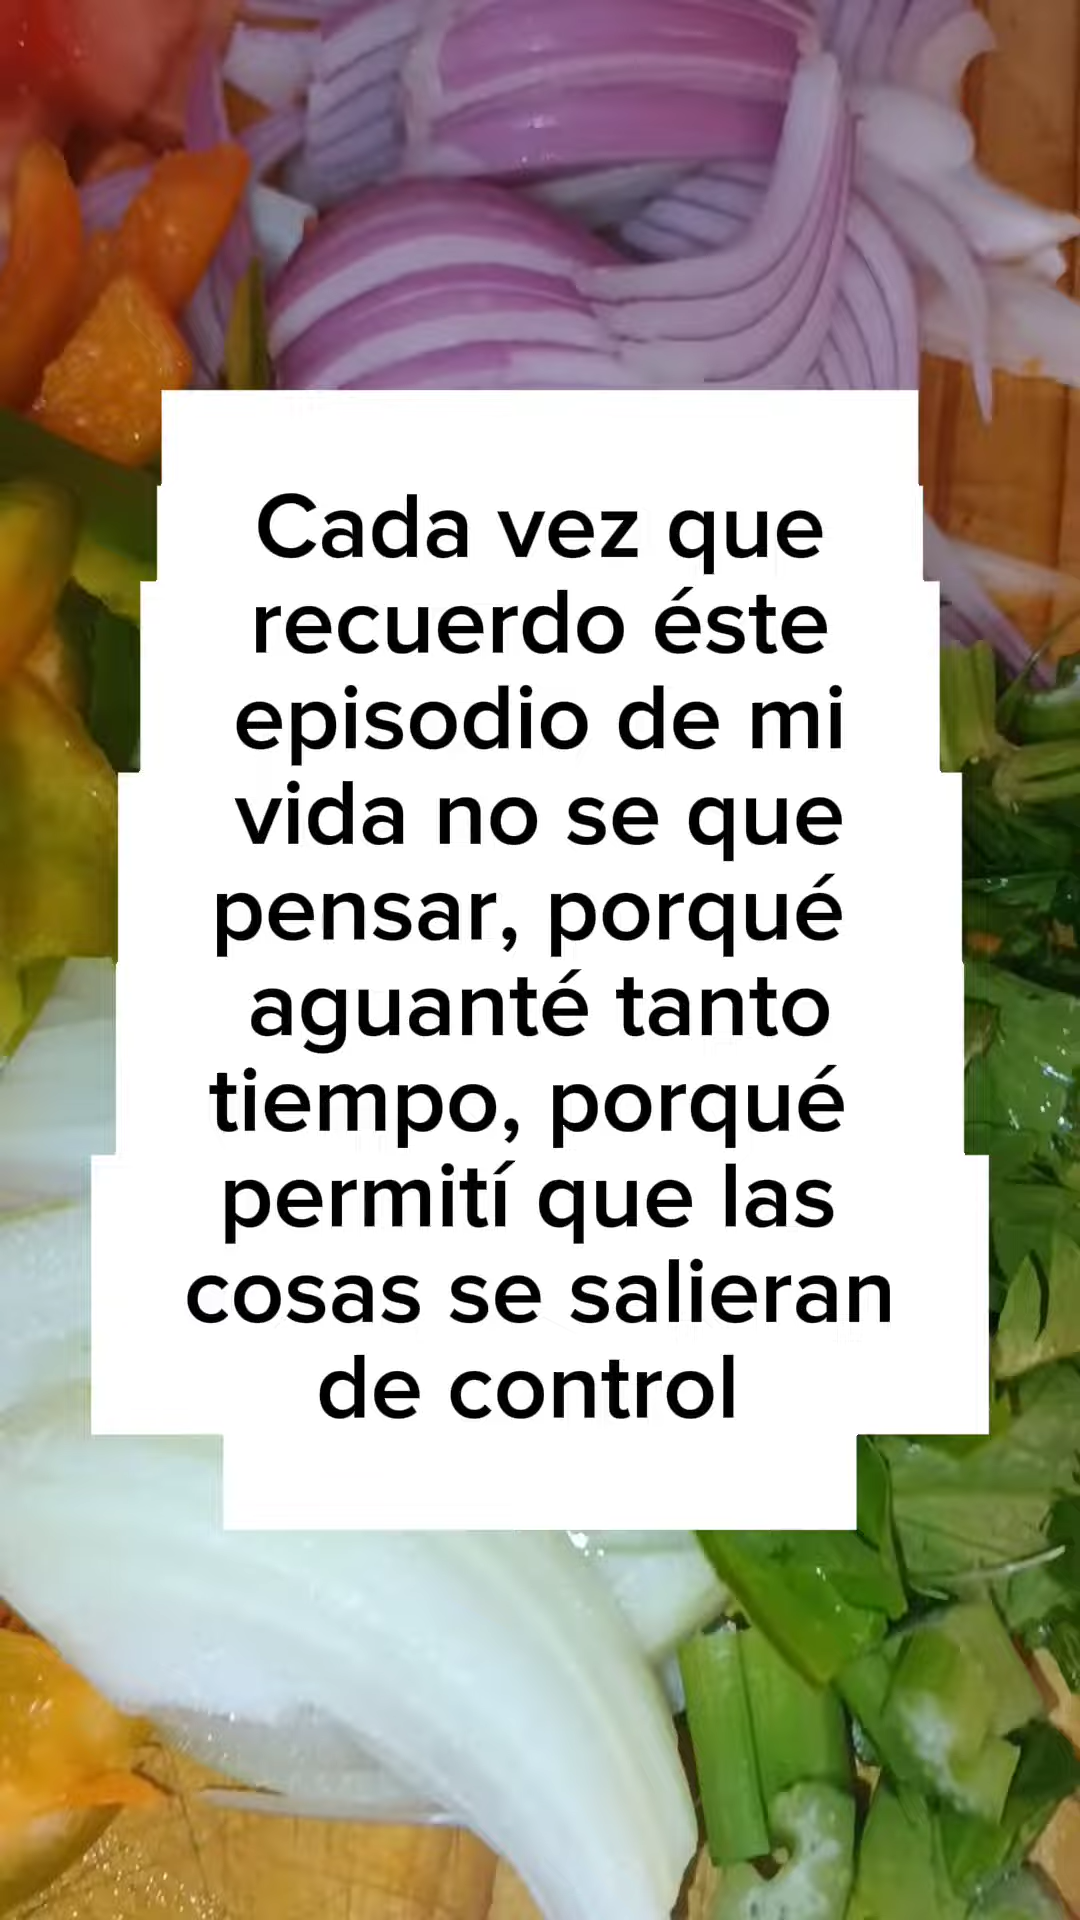 Cada vez que
recuerdo éste
episodio de mi
vida no se que
pensar, porqué
aguanté tanto
tiempo, porqué
permití que las
cosas se salieran
de control